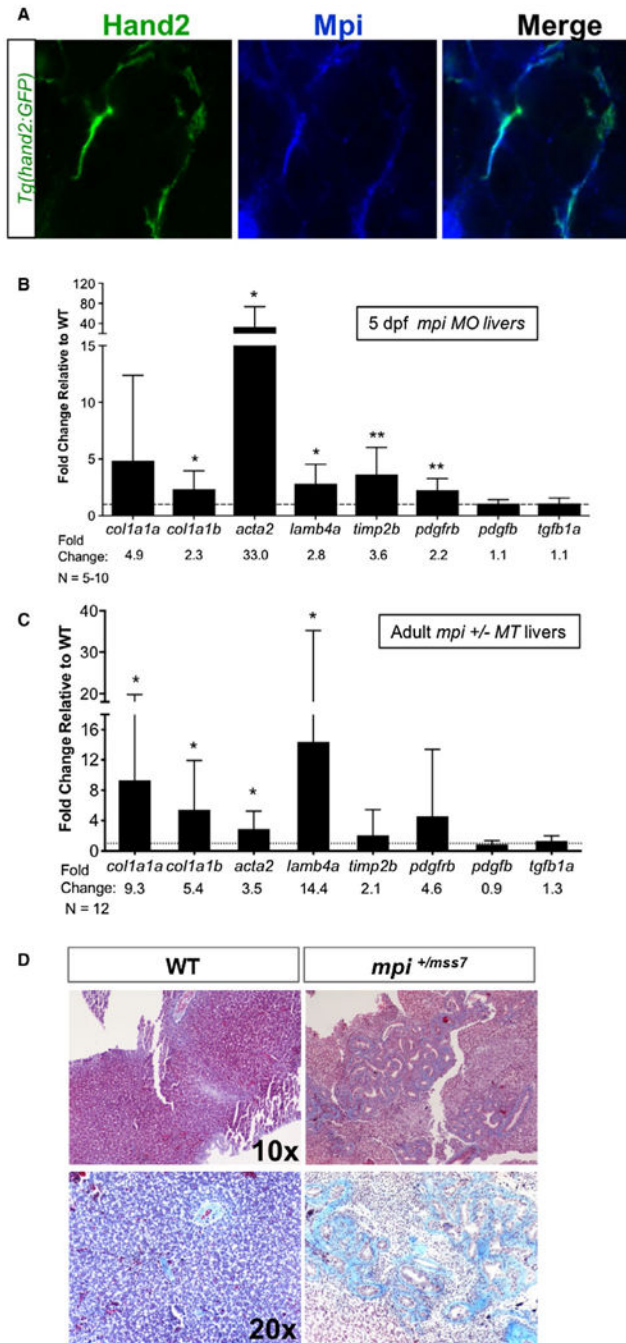 A
Hand2 Mpi Merge
Tg(hand2:GFP)
B
Fold Change Relative to WT
120
80
40
15
10
5
0
* * * ** **
5 dpf mpi MO livers
col1a1a col1a1b acta2 lamb4a timp2b pdgfrb pdgfb tgfb1a
Fold
Change: 4.9 2.3 33.0 2.8 3.6 2.2 1.1 1.1
N = 5-10
C
Fold Change Relative to WT
40
30
20
16
12
8
4
0
* * * *
Adult mpi +/- MT livers
col1a1a col1a1b acta2 lamb4a timp2b pdgfrb pdgfb tgfb1a
Fold
Change: 9.3 5.4 3.5 14.4 2.1 4.6 0.9 1.3
N = 12
D
WT mpi +/mss7
10x
20x